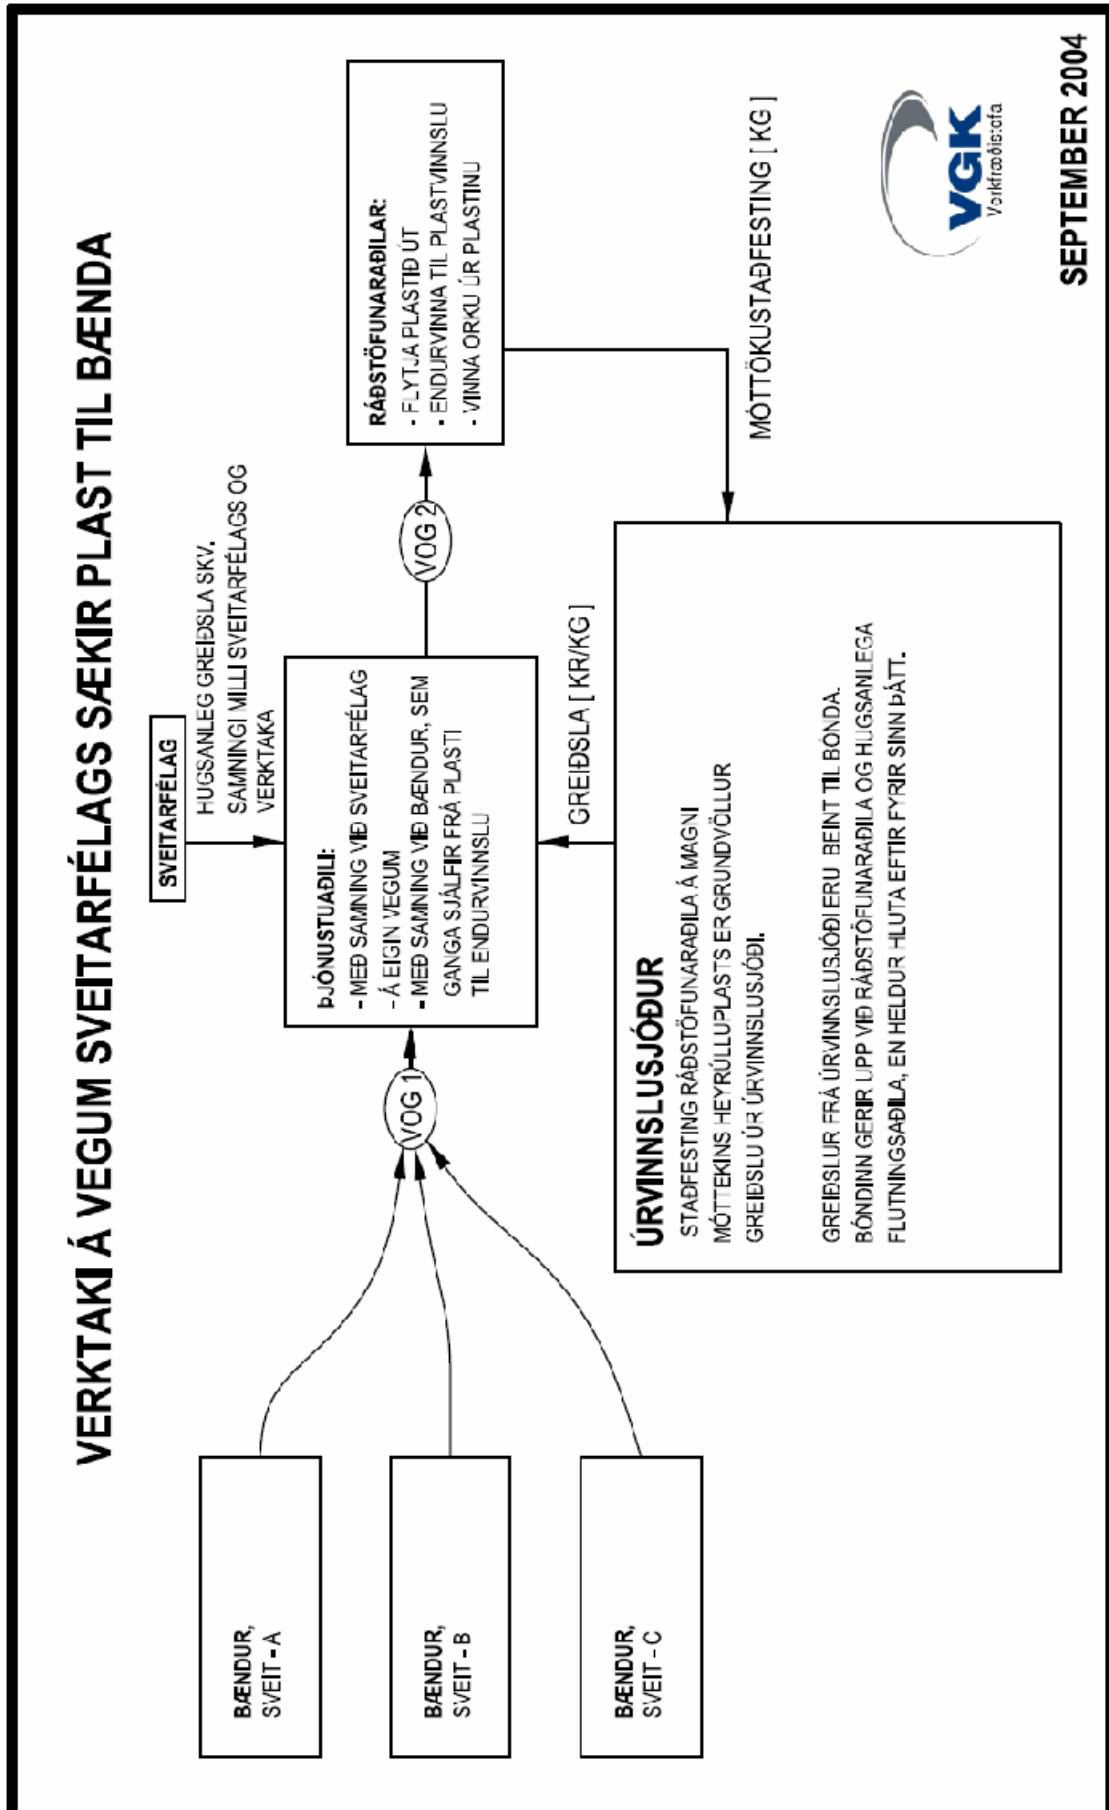 VERKTAKI Á VEGUM SVEITARFÉLAGS SÆKIR PLAST TIL BÆNDA
SVEITARFÉLAG
HUGSANLEG GREIÐSLA SKV.
SAMNINGI MILLI SVEITARFÉLAGS OG
VERKTAKA
BÆNDUR,
SVEIT - A
BÆNDUR,
SVEIT - B
BÆNDUR,
SVEIT - C
VOG 1
ÞJÓNUSTUAÐILI:
- MEÐ SAMNING VIÐ SVEITARFÉLAG
- Á EIGIN VEGUM
- MEÐ SAMNING VIÐ BÆNDUR, SEM
GANGA SJÁLFIR FRÁ PLASTI
TIL ENDURVINNSLU
VOG 2
RÁÐSTÖFUNARAÐILAR:
- FLYTJA PLASTIÐ ÚT
- ENDURVINNA TIL PLASTVINNSLU
- VINNA ORKU ÚR PLASTINU
GREIÐSLA [ KR/KG ]
MÓTTÖKUSTAÐFESTING [ KG ]
ÚRVINNSLUSJÓÐUR
STAÐFESTING RÁÐSTÖFUNARAÐILA Á MAGNI
MÓTTEKINS HEYRÚLLUPLASTS ER GRUNDVÖLLUR
GREIÐSLU ÚR ÚRVINNSLUSJÓÐI.
GREIÐSLUR FRÁ ÚRVINNSLUSJÓÐI ERU BEINT TIL BÓNDA.
BÓNDINN GERIR UPP VIÐ RÁÐSTÖFUNARAÐILA OG HUGSANLEGA
FLUTNINGSAÐILA, EN HELDUR HLUTA EFTIR FYRIR SINN ÞÁTT.
VGK
Verkfræðistofa
SEPTEMBER 2004